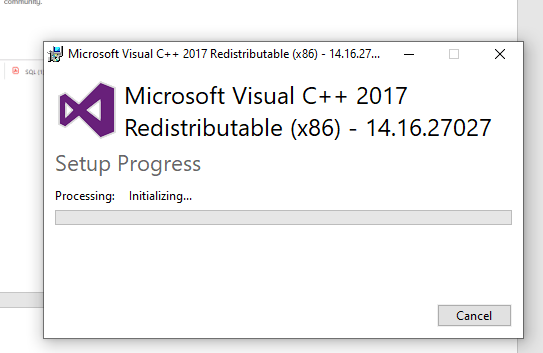 community.
Microsoft Visual C++ 2017 Redistributable (x86) - 14.16.27...
SQL (1
Microsoft Visual C++ 2017
Redistributable (x86) - 14.16.27027
Setup Progress
Processing: Initializing...
Cancel